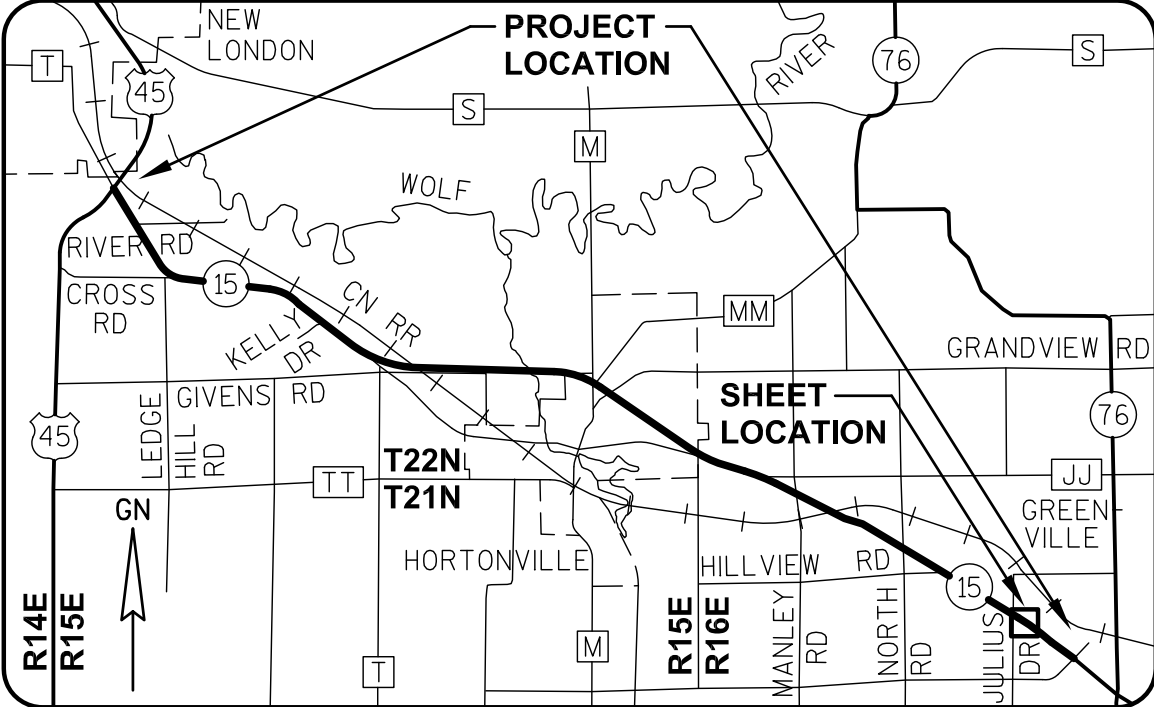 NEW
LONDON
PROJECT
LOCATION
RIVER
76
S
T
45
S
M
WOLF
RIVER RD
15
CROSS
RD
CN RR
KELLY
DR
MM
GRANDVIEW RD
GIVENS RD
SHEET
LOCATION
76
45
LEDGE
HILL
RD
T22N
T21N
TT
JJ
GN
GREEN-
VILLE
HORTONVILLE
HILLVIEW RD
15
R14E
R15E
R15E
R16E
MANLEY
RD
NORTH
RD
JULIUS
DR
M
T